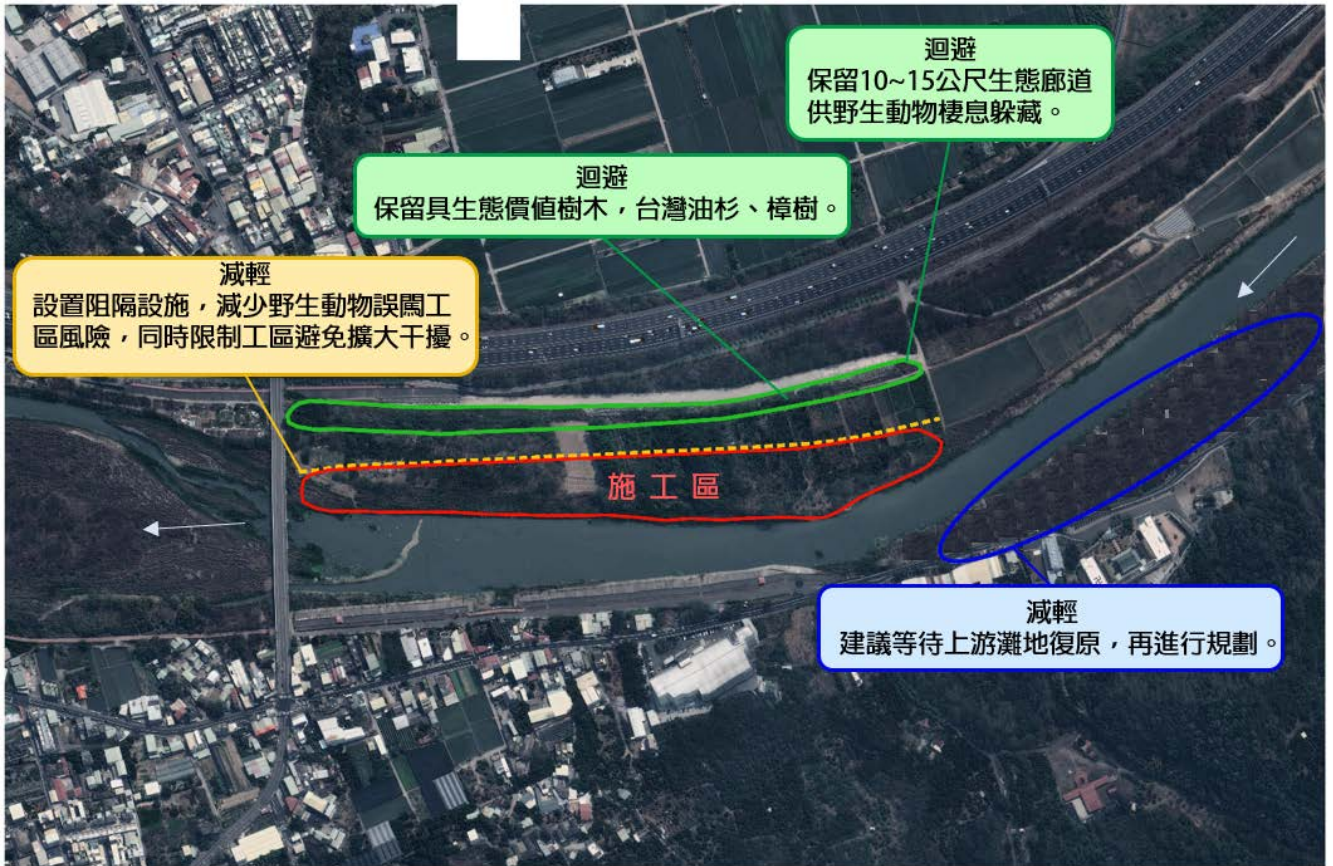 迴避
保留10~15公尺生態廊道
供野生動物棲息躲藏。
迴避
保留具生態價值樹木，台灣油杉、樟樹。
減輕
設置阻隔設施，減少野生動物誤闖工
區風險，同時限制工區避免擴大干擾。
施工區
減輕
建議等待上游灘地復原，再進行規劃。